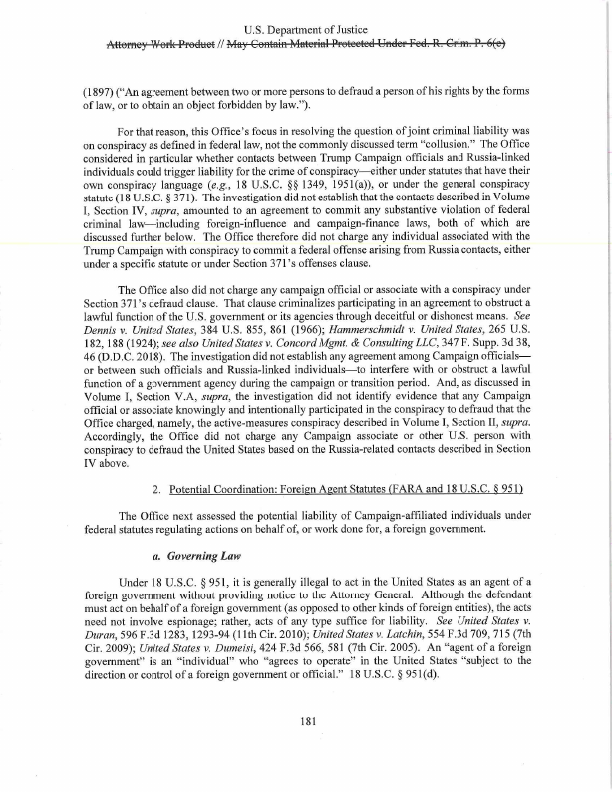 U.S. Department of Justice
Attorney Work Product // May Contain Material Protected Under Fed. R. Crim. P. 6(e)
(1897) (“An agreement between two or more persons to defraud a person of his rights by the forms
of law, or to obtain an object forbidden by law.”).
For that reason, this Office’s focus in resolving the question of joint criminal liability was
on conspiracy as defined in federal law, not the commonly discussed term “collusion.” The Office
considered in particular whether contacts between Trump Campaign officials and Russia-linked
individuals could trigger liability for the crime of conspiracy—either under statutes that have their
own conspiracy language (e.g., 18 U.S.C. §§ 1349, 1951(a)), or under the general conspiracy
statute (18 U.S.C. § 371). The investigation did not establish that the contacts described in Volume
I, Section IV, supra, amounted to an agreement to commit any substantive violation of federal
criminal law—including foreign-influence and campaign-finance laws, both of which are
discussed further below. The Office therefore did not charge any individual associated with the
Trump Campaign with conspiracy to commit a federal offense arising from Russia contacts, either
under a specific statute or under Section 371’s offenses clause.
The Office also did not charge any campaign official or associate with a conspiracy under
Section 371’s defraud clause. That clause criminalizes participating in an agreement to obstruct a
lawful function of the U.S. government or its agencies through deceitful or dishonest means. See
Dennis v. United States, 384 U.S. 855, 861 (1966); Hammerschmidt v. United States, 265 U.S.
182, 188 (1924); see also United States v. Concord Mgmt. & Consulting LLC, 347 F. Supp. 3d 38,
46 (D.D.C. 2018). The investigation did not establish any agreement among Campaign officials—
or between such officials and Russia-linked individuals—to interfere with or obstruct a lawful
function of a government agency during the campaign or transition period. And, as discussed in
Volume I, Section V.A, supra, the investigation did not identify evidence that any Campaign
official or associate knowingly and intentionally participated in the conspiracy to defraud that the
Office charged, namely, the active-measures conspiracy described in Volume I, Section II, supra.
Accordingly, the Office did not charge any Campaign associate or other U.S. person with
conspiracy to defraud the United States based on the Russia-related contacts described in Section
IV above.
2. Potential Coordination: Foreign Agent Statutes (FARA and 18 U.S.C. § 951)
The Office next assessed the potential liability of Campaign-affiliated individuals under
federal statutes regulating actions on behalf of, or work done for, a foreign government.
a. Governing Law
Under 18 U.S.C. § 951, it is generally illegal to act in the United States as an agent of a
foreign government without providing notice to the Attorney General. Although the defendant
must act on behalf of a foreign government (as opposed to other kinds of foreign entities), the acts
need not involve espionage; rather, acts of any type suffice for liability. See United States v.
Duran, 596 F.3d 1283, 1293-94 (11th Cir. 2010); United States v. Latchin, 554 F.3d 709, 715 (7th
Cir. 2009); United States v. Dumeisi, 424 F.3d 566, 581 (7th Cir. 2005). An “agent of a foreign
government” is an “individual” who “agrees to operate” in the United States “subject to the
direction or control of a foreign government or official.” 18 U.S.C. § 951(d).
181